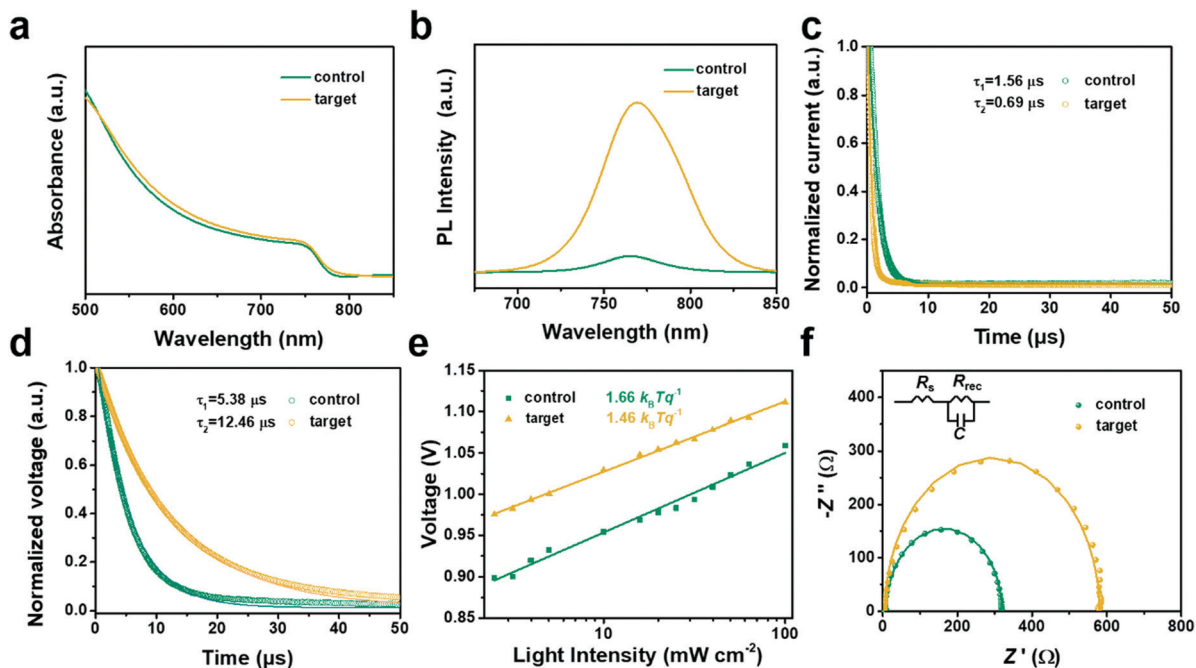 a
control
target
Absorbance (a.u.)
500 600 700 800
Wavelength (nm)
b
control
target
PL Intensity (a.u.)
700 750 800 850
Wavelength (nm)
c
τ1=1.56 μs control
τ2=0.69 μs target
Normalized current (a.u.)
1.0
0.8
0.6
0.4
0.2
0.0
0 10 20 30 40 50
Time (μs)
d
τ1=5.38 μs control
τ2=12.46 μs target
Normalized voltage (a.u.)
1.0
0.8
0.6
0.4
0.2
0.0
0 10 20 30 40 50
Time (μs)
e
control 1.66 kBTq-1
target 1.46 kBTq-1
Voltage (V)
1.15
1.10
1.05
1.00
0.95
0.90
0.85
10 100
Light Intensity (mW cm-2)
f
Rs Rrec
C
control
target
-Z'' (Ω)
400
300
200
100
0
0 200 400 600 800
Z' (Ω)